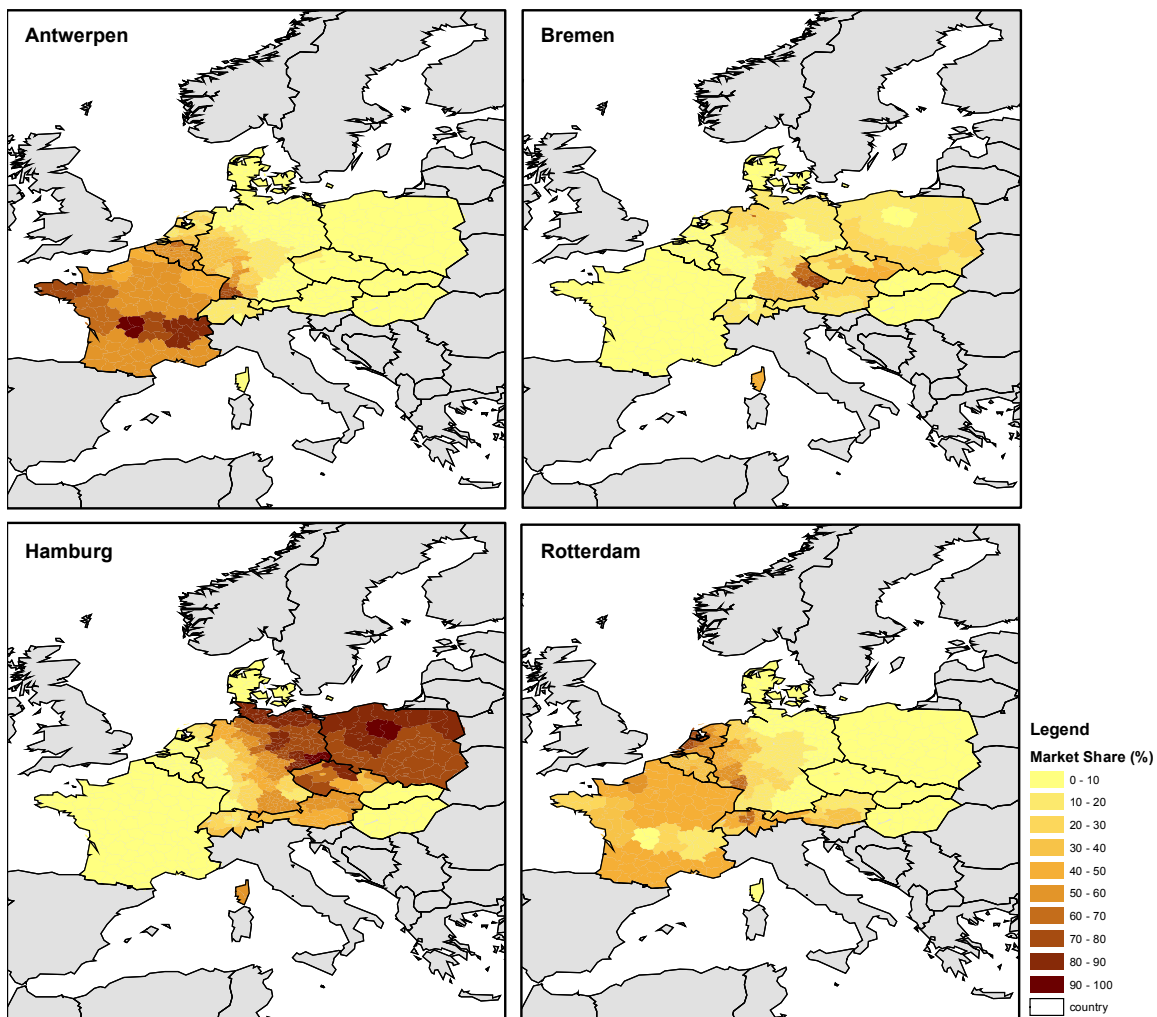 Antwerpen
Bremen
Hamburg
Rotterdam
Legend
Market Share (%)
0 - 10
10 - 20
20 - 30
30 - 40
40 - 50
50 - 60
60 - 70
70 - 80
80 - 90
90 - 100
country